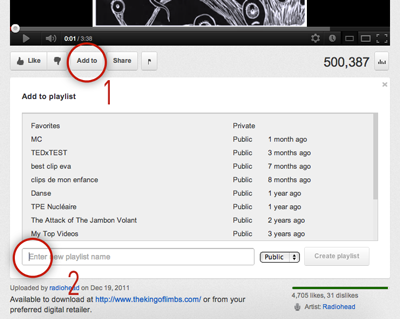 0:01 / 3:38
Like Add to Share 500,387
1
Add to playlist
Favorites Private
MC Public 1 month ago
TEDxTEST Public 3 months ago
best clip eva Public 7 months ago
clips de mon enfance Public 8 months ago
Danse Public 1 year ago
TPE Nucléaire Public 1 year ago
The Attack of The Jambon Volant Public 2 years ago
My Top Videos Public 3 years ago
Enter new playlist name Public Create playlist
2
Uploaded by radiohead on Dec 19, 2011 4,705 likes, 31 dislikes
Available to download at http://www.thekingoflimbs.com/ or from your
preferred digital retailer.
Artist: Radiohead